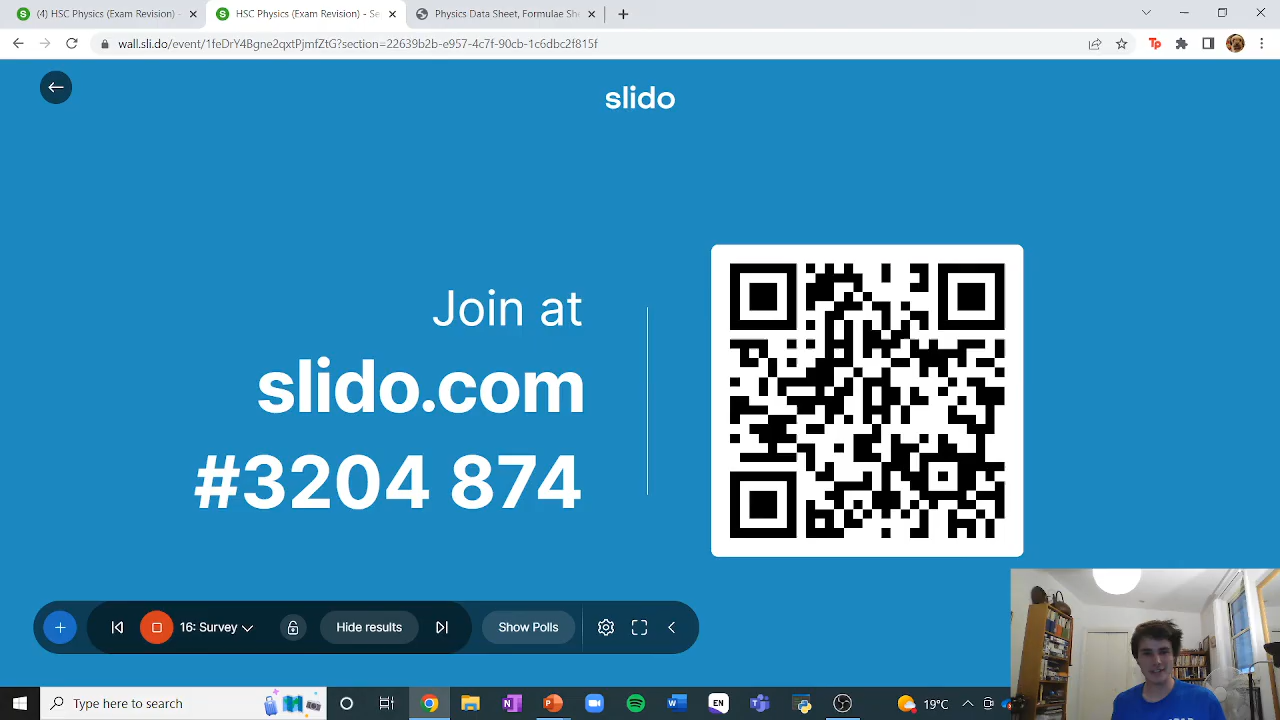 (4) HSC Physics (Exam Revision)
HSC Physics (Exam Revision) - Se
Physics Data Sheet, Formulae She
wall.sli.do/event/1feDrY4Bgne2qxtPjmfZtG?section=22639b2b-e957-4c7f-90cb-1e6dbc2f815f
Tp
slido
Join at
slido.com
#3204 874
16: Survey
Hide results
Show Polls
Type here to search
EN
19°C